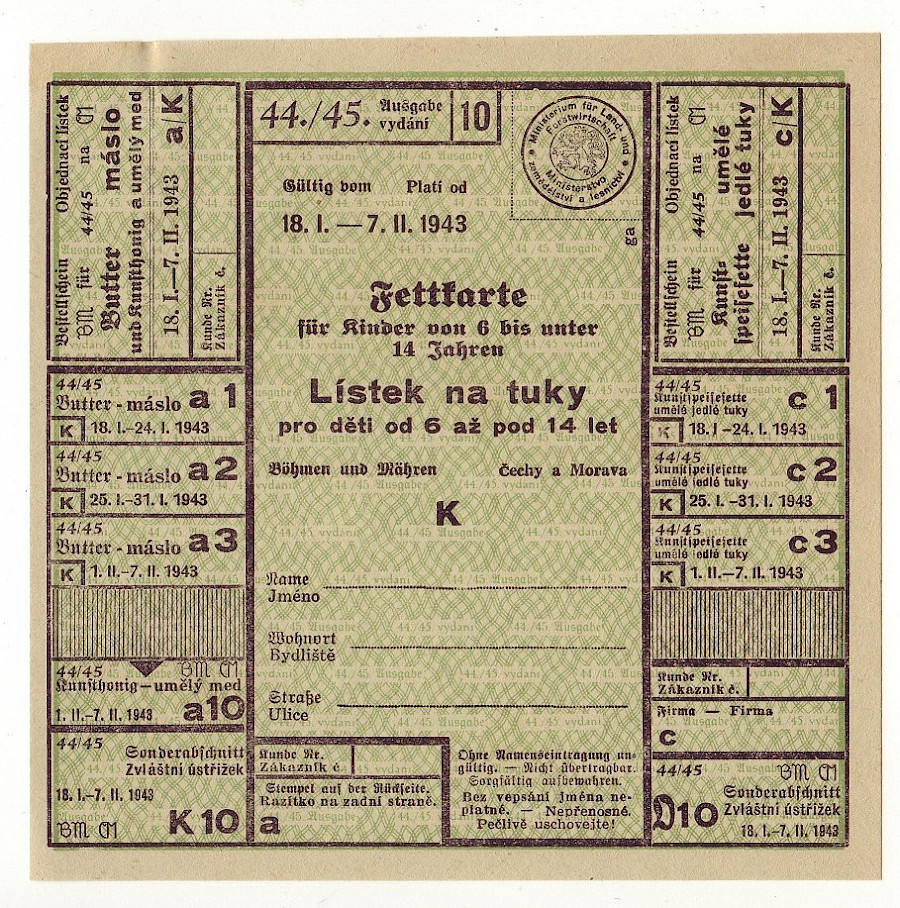 Bestellschein Objednací lístek
BM für 44/45 na ČM
Butter máslo
und Kunsthonig a umělý med
18. I.—7. II. 1943 a/K
Kunde Nr.
Zákazník č.
44./45. Ausgabe
vydání
10
Gültig vom Platí od
18. I. — 7. II. 1943
Ministerium für Land- und Forstwirtschaft
Ministerstvo zemědělství a lesnictví
ga
Fettkarte
für Kinder von 6 bis unter
14 Jahren
Lístek na tuky
pro děti od 6 až pod 14 let
Böhmen und Mähren Čechy a Morava
K
Name
Jméno
Wohnort
Bydliště
Straße
Ulice
Kunde Nr.
Zákazník č.
Stempel auf der Rückseite.
Razítko na zadní straně.
a
Ohne Namenseintragung un-
gültig. — Nicht übertragbar.
Sorgfältig aufbewahren.
Bez vepsání jména ne-
platné. — Nepřenosné.
Pečlivě uschovejte!
Bestellschein Objednací lístek
BM für 44/45 na ČM
Kunst- umělé
speisefette jedlé tuky
18. I.—7. II. 1943 c/K
Kunde Nr.
Zákazník č.
44/45
Butter - máslo a 1
K 18. I.–24. I. 1943
44/45
Butter - máslo a 2
K 25. I.–31. I. 1943
44/45
Butter - máslo a 3
K 1. II.–7. II. 1943
44/45 BM ČM
Kunsthonig — umělý med
1. II.–7. II. 1943 a10
44/45
Sonderabschnitt
Zvláštní ústřižek
18. I.–7. II. 1943
BM ČM K 10
44/45
Kunstspeisefette
umělé jedlé tuky c 1
K 18. I –24. I. 1943
44/45
Kunstspeisefette
umělé jedlé tuky c 2
K 25. I. –31. I. 1943
44/45
Kunstspeisefette
umělé jedlé tuky c 3
K 1. II.–7. II. 1943
Kunde Nr.
Zákazník č.
Firma — Firma
c
44/45 BM ČM
Sonderabschnitt
D10 Zvláštní ústřižek
18. I.–7. II. 1943